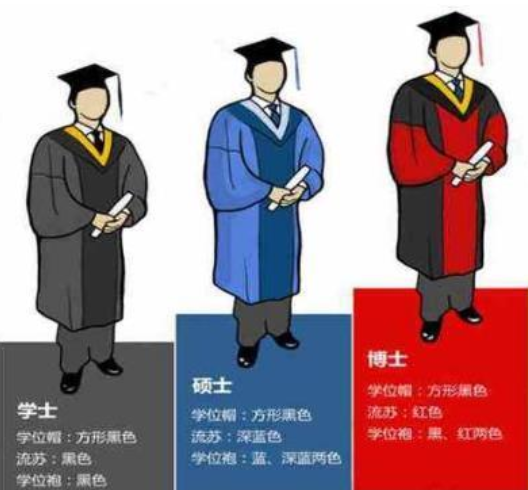 学士
学位帽：方形黑色
流苏：黑色
学位袍：黑色
硕士
学位帽：方形黑色
流苏：深蓝色
学位袍：蓝、深蓝两色
博士
学位帽：方形黑色
流苏：红色
学位袍：黑、红两色